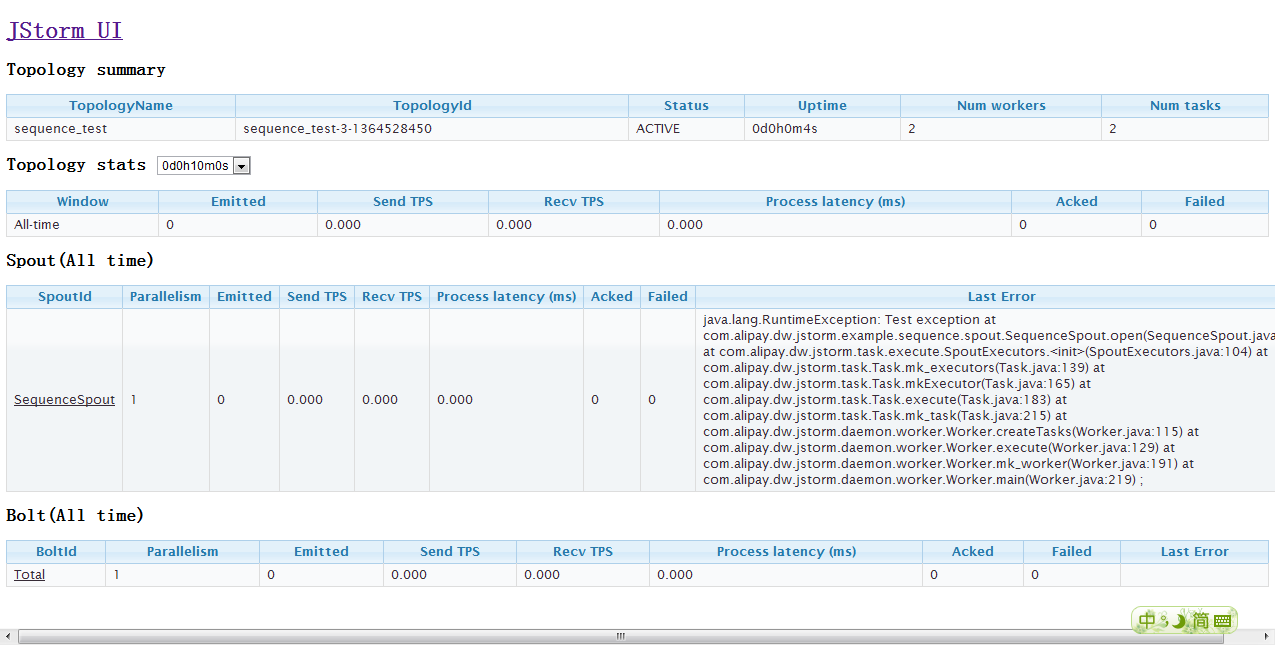 JStorm UI
Topology summary
TopologyName TopologyId Status Uptime Num workers Num tasks
sequence_test sequence_test-3-1364528450 ACTIVE 0d0h0m4s 2 2
Topology stats 0d0h10m0s
Window Emitted Send TPS Recv TPS Process latency (ms) Acked Failed
All-time 0 0.000 0.000 0.000 0 0
Spout(All time)
SpoutId Parallelism Emitted Send TPS Recv TPS Process latency (ms) Acked Failed Last Error
SequenceSpout 1 0 0.000 0.000 0.000 0 0
java.lang.RuntimeException: Test exception at
com.alipay.dw.jstorm.example.sequence.spout.SequenceSpout.open(SequenceSpout.java
at com.alipay.dw.jstorm.task.execute.SpoutExecutors.<init>(SpoutExecutors.java:104) at
com.alipay.dw.jstorm.task.Task.mk_executors(Task.java:139) at
com.alipay.dw.jstorm.task.Task.mkExecutor(Task.java:165) at
com.alipay.dw.jstorm.task.Task.execute(Task.java:183) at
com.alipay.dw.jstorm.task.Task.mk_task(Task.java:215) at
com.alipay.dw.jstorm.daemon.worker.Worker.createTasks(Worker.java:115) at
com.alipay.dw.jstorm.daemon.worker.Worker.execute(Worker.java:129) at
com.alipay.dw.jstorm.daemon.worker.Worker.mk_worker(Worker.java:191) at
com.alipay.dw.jstorm.daemon.worker.Worker.main(Worker.java:219) ;
Bolt(All time)
BoltId Parallelism Emitted Send TPS Recv TPS Process latency (ms) Acked Failed Last Error
Total 1 0 0.000 0.000 0.000 0 0
中 简